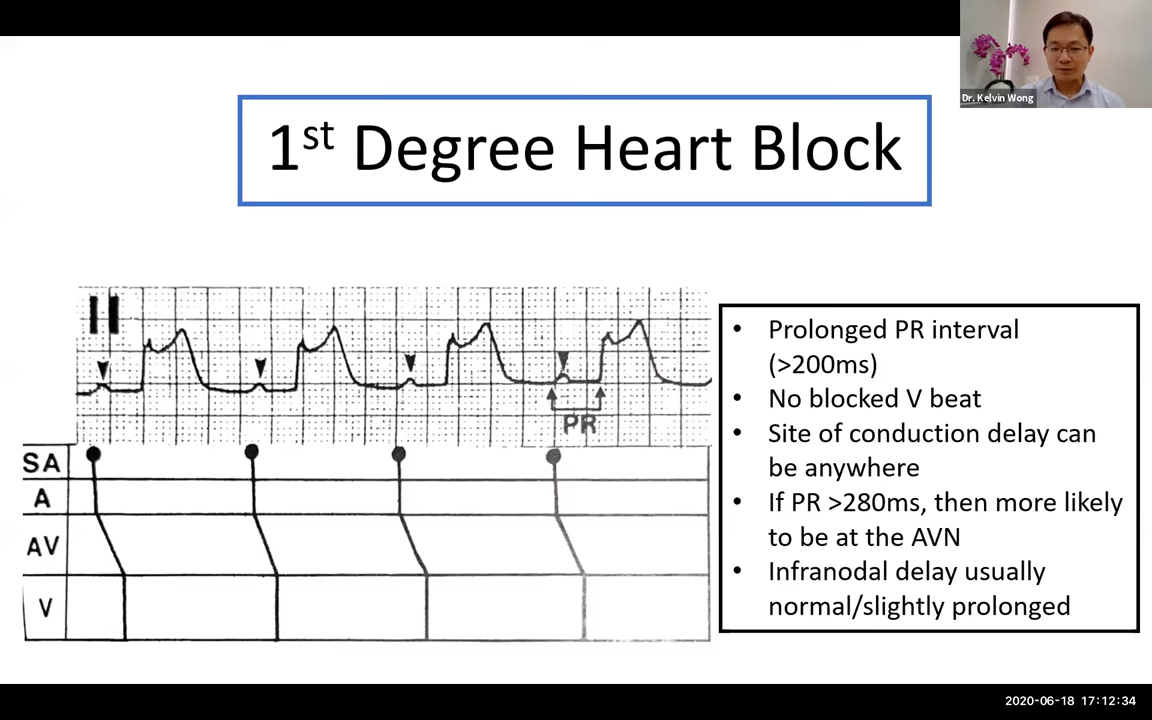 Dr. Kelvin Wong
1st Degree Heart Block
II
PR
SA
A
AV
V
• Prolonged PR interval
(>200ms)
• No blocked V beat
• Site of conduction delay can
be anywhere
• If PR >280ms, then more likely
to be at the AVN
• Infranodal delay usually
normal/slightly prolonged
2020-06-18 17:12:34